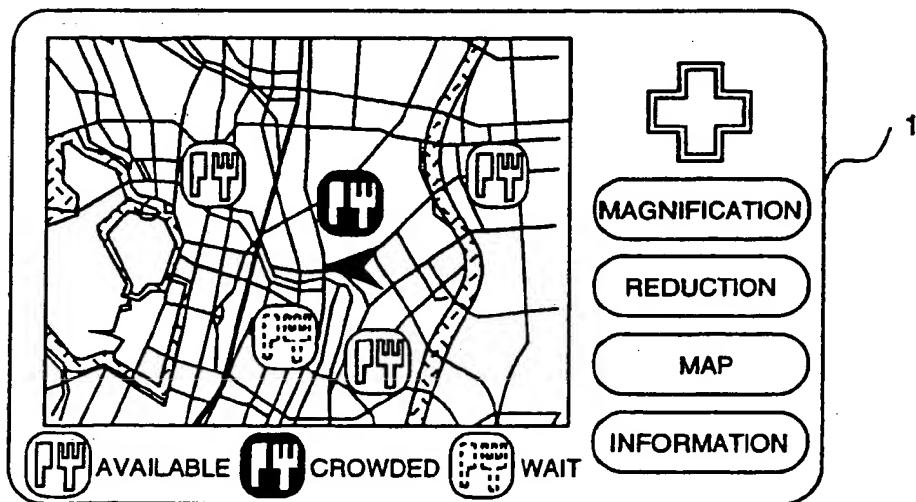 1
MAGNIFICATION
REDUCTION
MAP
INFORMATION
AVAILABLE CROWDED WAIT